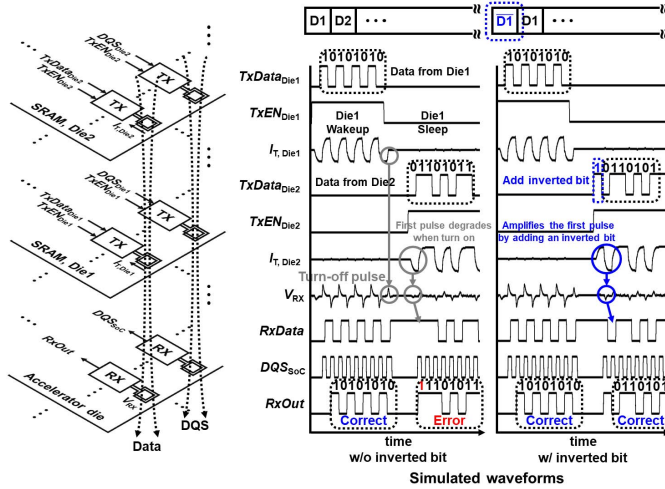 DQS_Die2
TxEN_Die2
TX
TxData_Die2
TxEN_Die2
TX
I_T,Die2
SRAM, Die2
DQS_Die1
TxEN_Die1
TX
TxData_Die1
TxEN_Die1
TX
I_T,Die1
SRAM, Die1
DQS_SoC
RX
RxOut
RX
V_RX
Accelerator die
DQS
Data
D1 D2 • • •
D1 D1 • • •
TxData_Die1
10101010
Data from Die1
10101010
TxEN_Die1
Die1
Wakeup
Die1
Sleep
I_T, Die1
TxData_Die2
Data from Die2
01101011
Add inverted bit
10110101
TxEN_Die2
First pulse degrades
when turn on
Amplifies the first pulse
by adding an inverted bit
I_T, Die2
Turn-off pulse
V_RX
RxData
DQS_SoC
RxOut
10101010
Correct
11101011
Error
10101010
Correct
01101011
Correct
time
w/o inverted bit
time
w/ inverted bit
Simulated waveforms